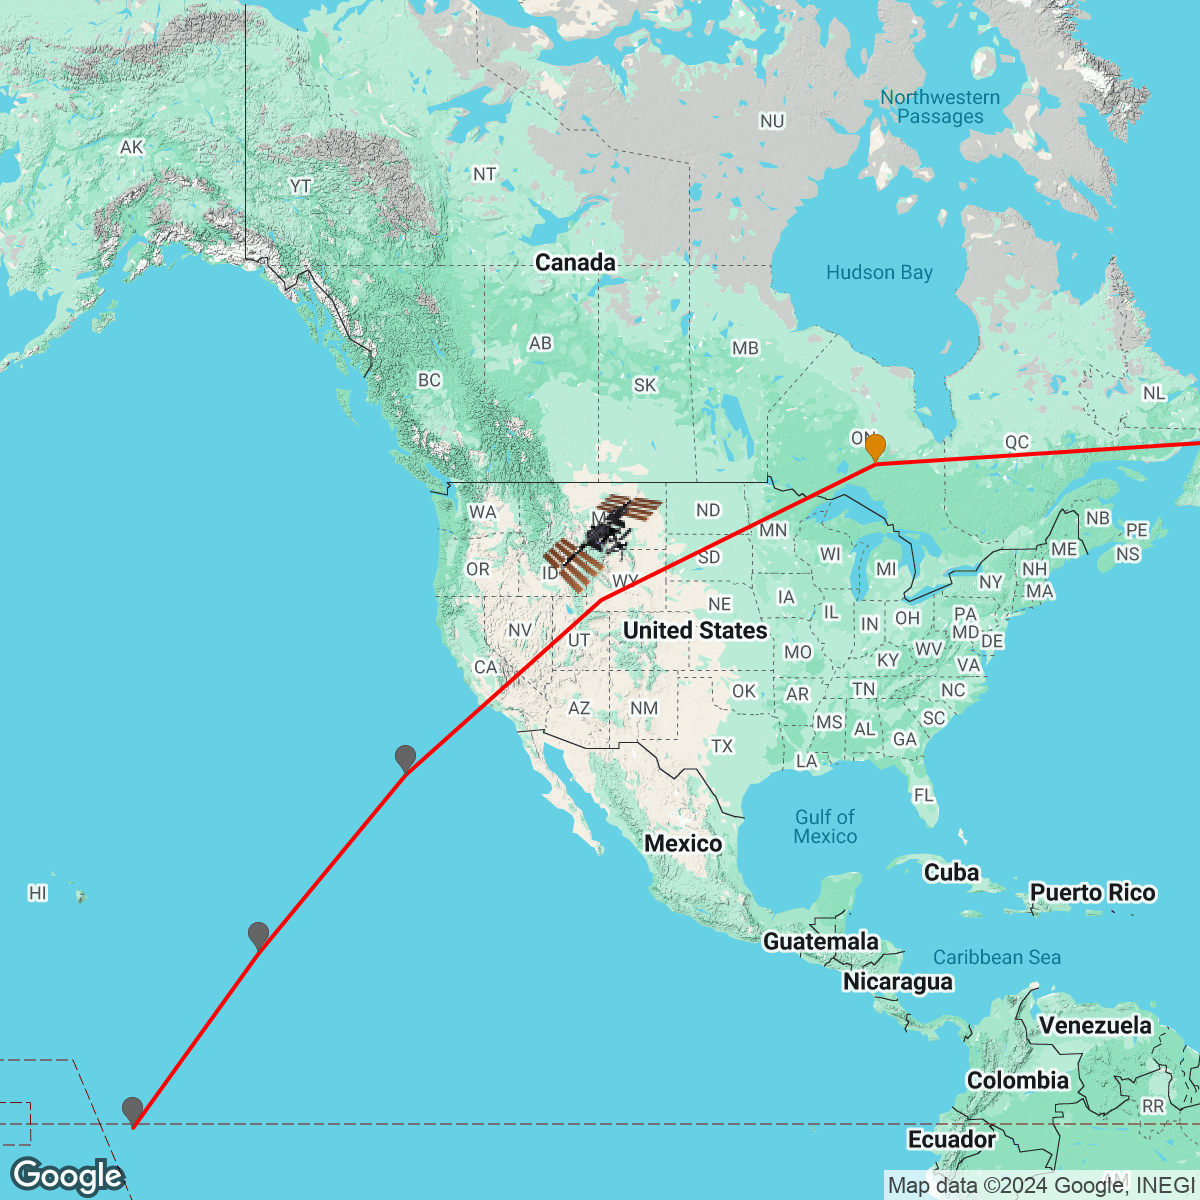 Northwestern
Passages
NU
AK
NT
YT
Canada
Hudson Bay
AB
MB
BC
SK
NL
ON
QC
WA
ND
NB
MN
PE
ME
NS
OR
ID
WY
SD
WI
MI
NH
NY
MA
NV
UT
NE
IA
IL
IN
OH
PA
MD
DE
United States
CA
MO
KY
WV
VA
AZ
NM
OK
AR
TN
NC
MS
AL
SC
GA
TX
LA
FL
Gulf of
Mexico
Mexico
HI
Cuba
Puerto Rico
Guatemala
Caribbean Sea
Nicaragua
Venezuela
Colombia
RR
Ecuador
AM
Google
Map data ©2024 Google, INEGI